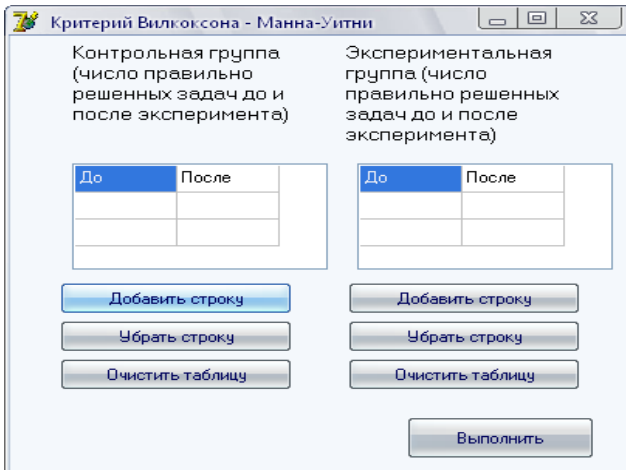 Критерий Вилкоксона - Манна-Уитни
Контрольная группа
(число правильно
решенных задач до и
после эксперимента)
Экспериментальная
группа (число
правильно решенных
задач до и после
эксперимента)
До После
До После
Добавить строку
Добавить строку
Убрать строку
Убрать строку
Очистить таблицу
Очистить таблицу
Выполнить